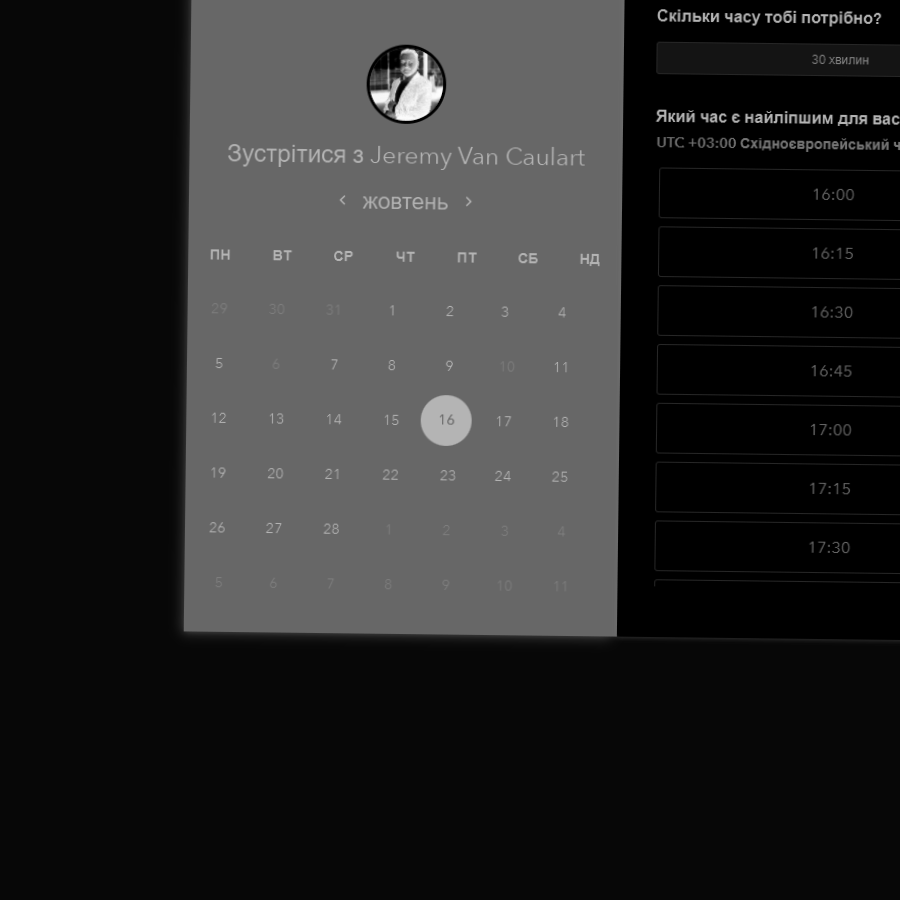 Зустрітися з Jeremy Van Caulart
‹ жовтень ›
ПН ВТ СР ЧТ ПТ СБ НД
29 30 31 1 2 3 4
5 6 7 8 9 10 11
12 13 14 15 16 17 18
19 20 21 22 23 24 25
26 27 28 1 2 3 4
5 6 7 8 9 10 11
Скільки часу тобі потрібно?
30 хвилин
Який час є найліпшим для вас
UTC +03:00 Східноєвропейський ч
16:00
16:15
16:30
16:45
17:00
17:15
17:30